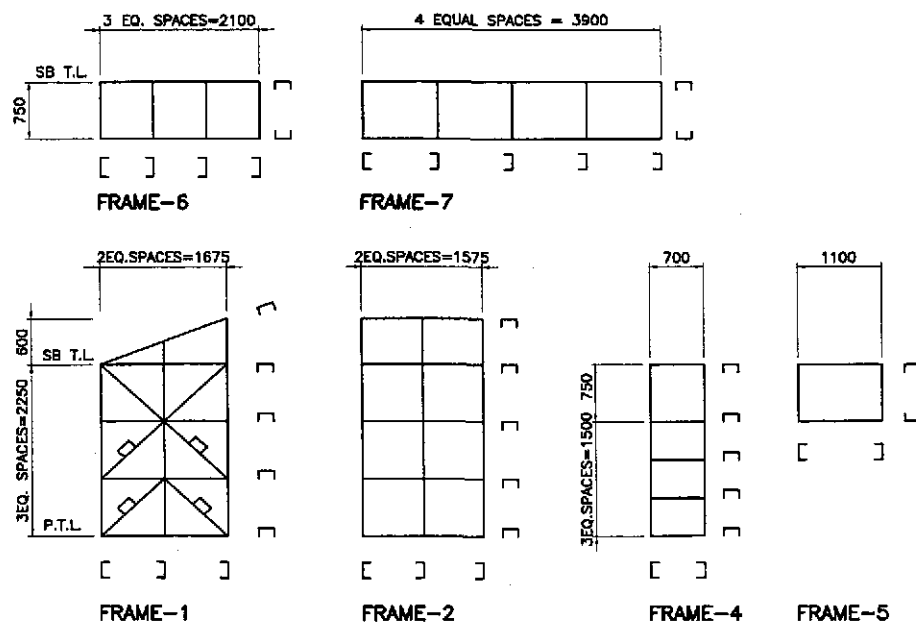 3 EQ. SPACES=2100
4 EQUAL SPACES = 3900
SB T.L.
750
FRAME-6
FRAME-7
2EQ.SPACES=1675
2EQ.SPACES=1575
700
1100
600
SB T.L.
3EQ. SPACES=2250
P.T.L.
750
3EQ.SPACES=1500
FRAME-1
FRAME-2
FRAME-4
FRAME-5